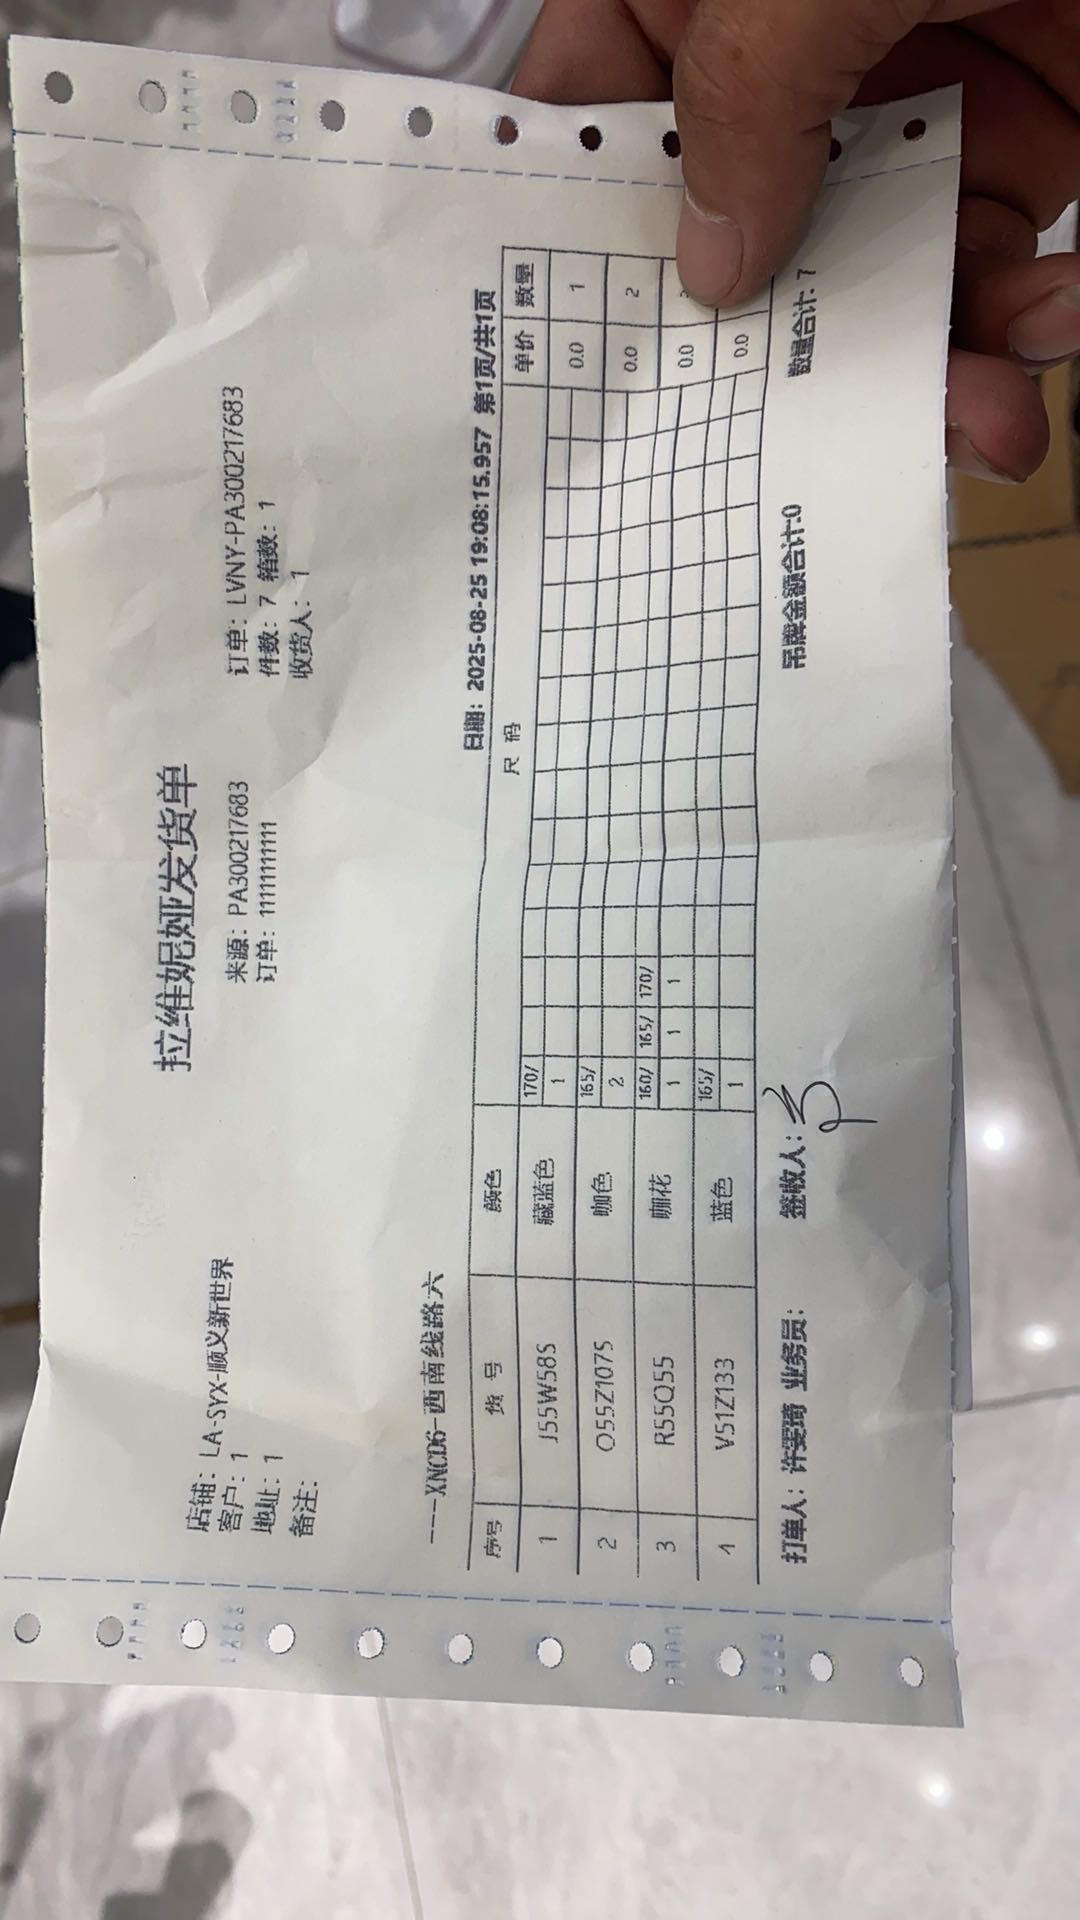 拉维妮娅发货单
店铺: LA-SYX-顺义新世界 来源: PA300217683 订单: LVNY-PA300217683
客户: 1 订单: 11111111111 件数: 7 箱数: 1
地址: 1 收货人: 1
备注:
---XNCD6-西南线路六 日期: 2025-08-25 19:08:15.957 第1页/共1页
序号 货 号 颜色 尺 码 单价 数量
1 J55W58S 藏蓝色 170/ 1 0.0 1
2 Q55Z107S 咖色 165/ 2 0.0 2
3 R55Q55 咖花 160/ 165/ 170/ 1 1 1 0.0
4 V51Z133 蓝色 165/ 1 0.0
打单人: 许雯琦 业务员: 签收人: 吊牌金额合计:0 数量合计: 7